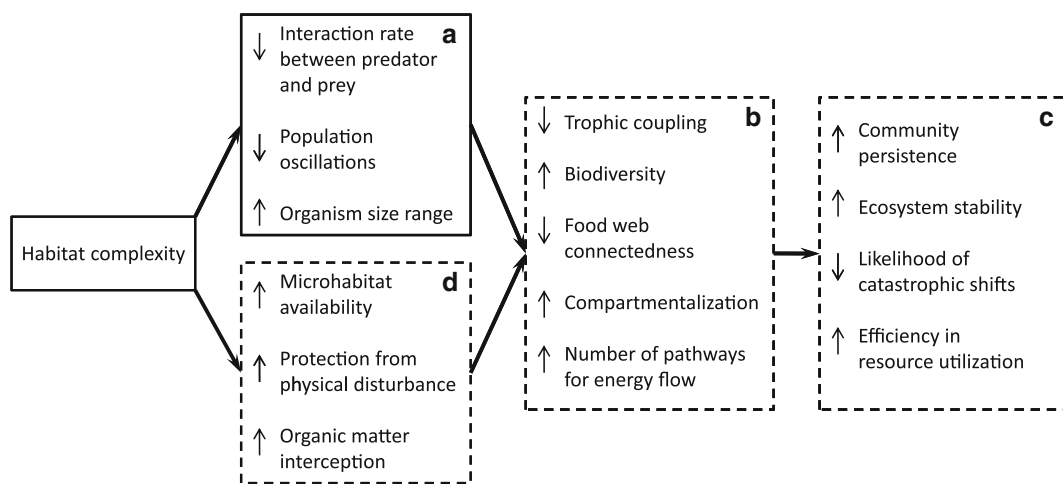 Habitat complexity
a
↓ Interaction rate
between predator
and prey
↓ Population
oscillations
↑ Organism size range
d
↑ Microhabitat
availability
↑ Protection from
physical disturbance
↑ Organic matter
interception
b
↓ Trophic coupling
↑ Biodiversity
↓ Food web
connectedness
↑ Compartmentalization
↑ Number of pathways
for energy flow
c
↑ Community
persistence
↑ Ecosystem stability
↓ Likelihood of
catastrophic shifts
↑ Efficiency in
resource utilization